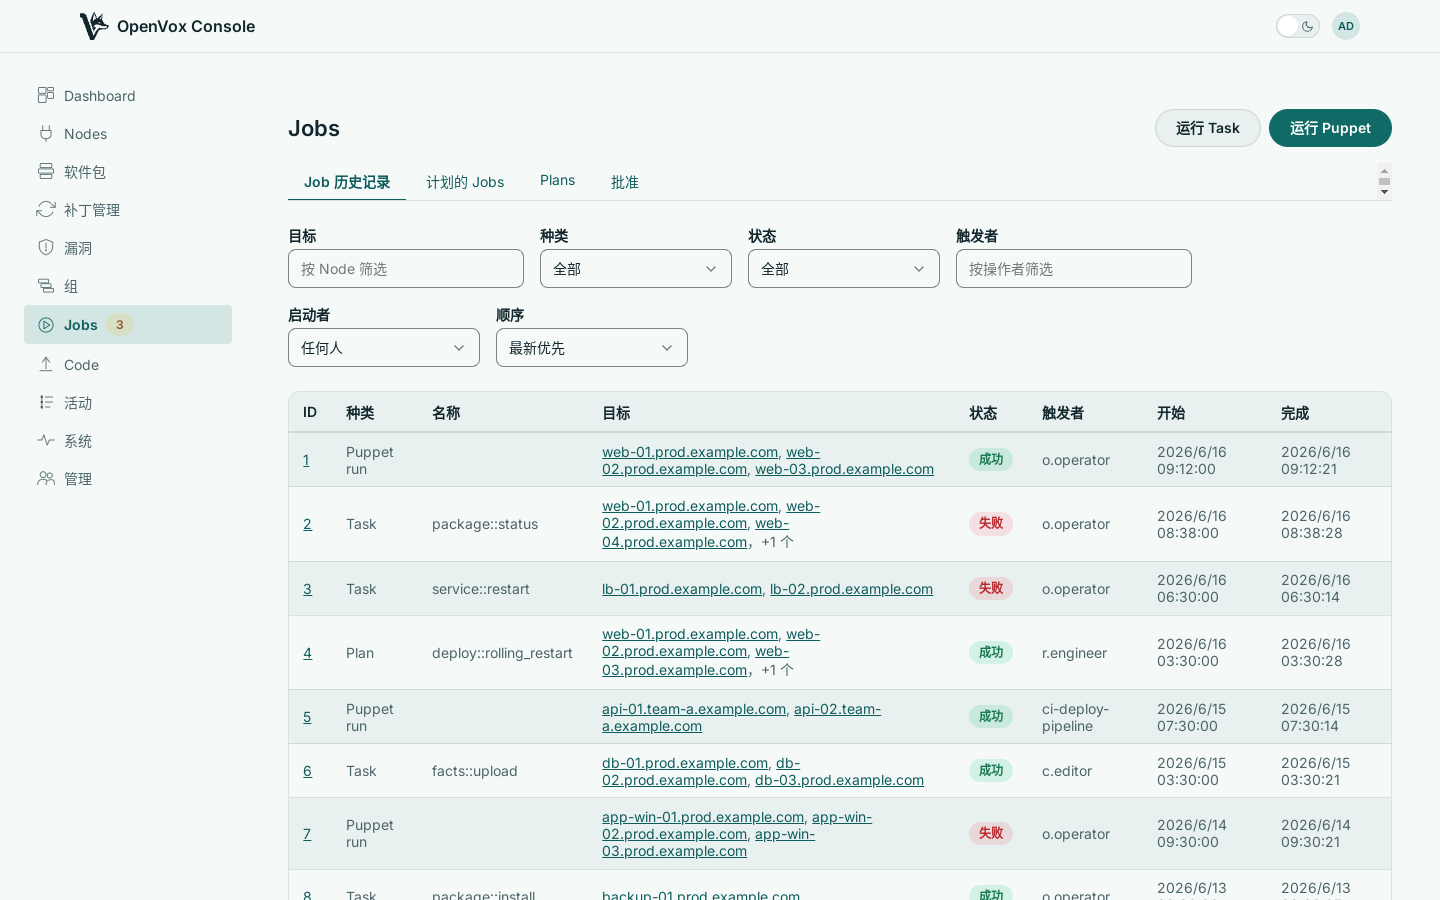 OpenVox Console
AD
Dashboard
Nodes
软件包
补丁管理
漏洞
组
Jobs 3
Code
活动
系统
管理
Jobs
运行 Task
运行 Puppet
Job 历史记录
计划的 Jobs
Plans
批准
目标
种类
状态
触发者
按 Node 筛选
全部
全部
按操作者筛选
启动者
顺序
任何人
最新优先
ID 种类 名称 目标 状态 触发者 开始 完成
1 Puppet run web-01.prod.example.com, web-02.prod.example.com, web-03.prod.example.com 成功 o.operator 2026/6/16 09:12:00 2026/6/16 09:12:21
2 Task package::status web-01.prod.example.com, web-02.prod.example.com, web-04.prod.example.com，+1 个 失败 o.operator 2026/6/16 08:38:00 2026/6/16 08:38:28
3 Task service::restart lb-01.prod.example.com, lb-02.prod.example.com 失败 o.operator 2026/6/16 06:30:00 2026/6/16 06:30:14
4 Plan deploy::rolling_restart web-01.prod.example.com, web-02.prod.example.com, web-03.prod.example.com，+1 个 成功 r.engineer 2026/6/16 03:30:00 2026/6/16 03:30:28
5 Puppet run api-01.team-a.example.com, api-02.team-a.example.com 成功 ci-deploy-pipeline 2026/6/15 07:30:00 2026/6/15 07:30:14
6 Task facts::upload db-01.prod.example.com, db-02.prod.example.com, db-03.prod.example.com 成功 c.editor 2026/6/15 03:30:00 2026/6/15 03:30:21
7 Puppet run app-win-01.prod.example.com, app-win-02.prod.example.com, app-win-03.prod.example.com 失败 o.operator 2026/6/14 09:30:00 2026/6/14 09:30:21
8 Task package::install backup-01.prod.example.com 成功 o.operator 2026/6/13 2026/6/13